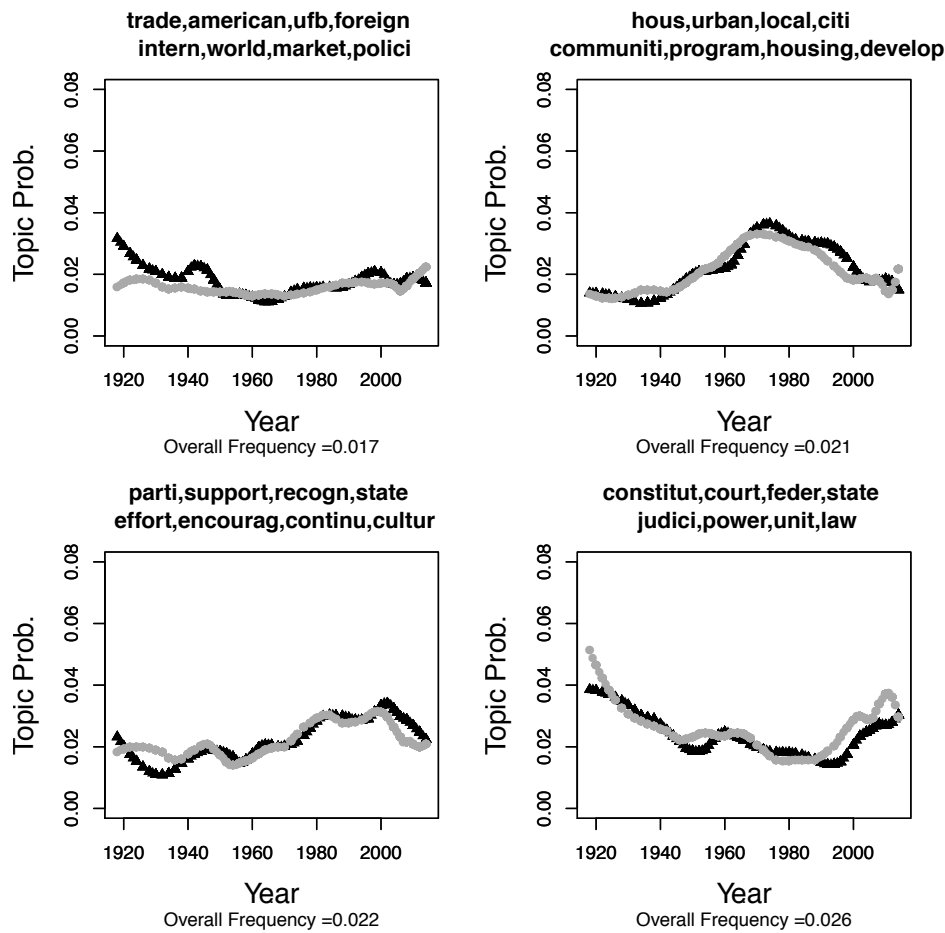 trade,american,ufb,foreign
intern,world,market,polici
Topic Prob.
0.08
0.06
0.04
0.02
0.00
1920 1940 1960 1980 2000
Year
Overall Frequency =0.017
hous,urban,local,citi
communiti,program,housing,develop
Topic Prob.
0.08
0.06
0.04
0.02
0.00
1920 1940 1960 1980 2000
Year
Overall Frequency =0.021
parti,support,recogn,state
effort,encourag,continu,cultur
Topic Prob.
0.08
0.06
0.04
0.02
0.00
1920 1940 1960 1980 2000
Year
Overall Frequency =0.022
constitut,court,feder,state
judici,power,unit,law
Topic Prob.
0.08
0.06
0.04
0.02
0.00
1920 1940 1960 1980 2000
Year
Overall Frequency =0.026